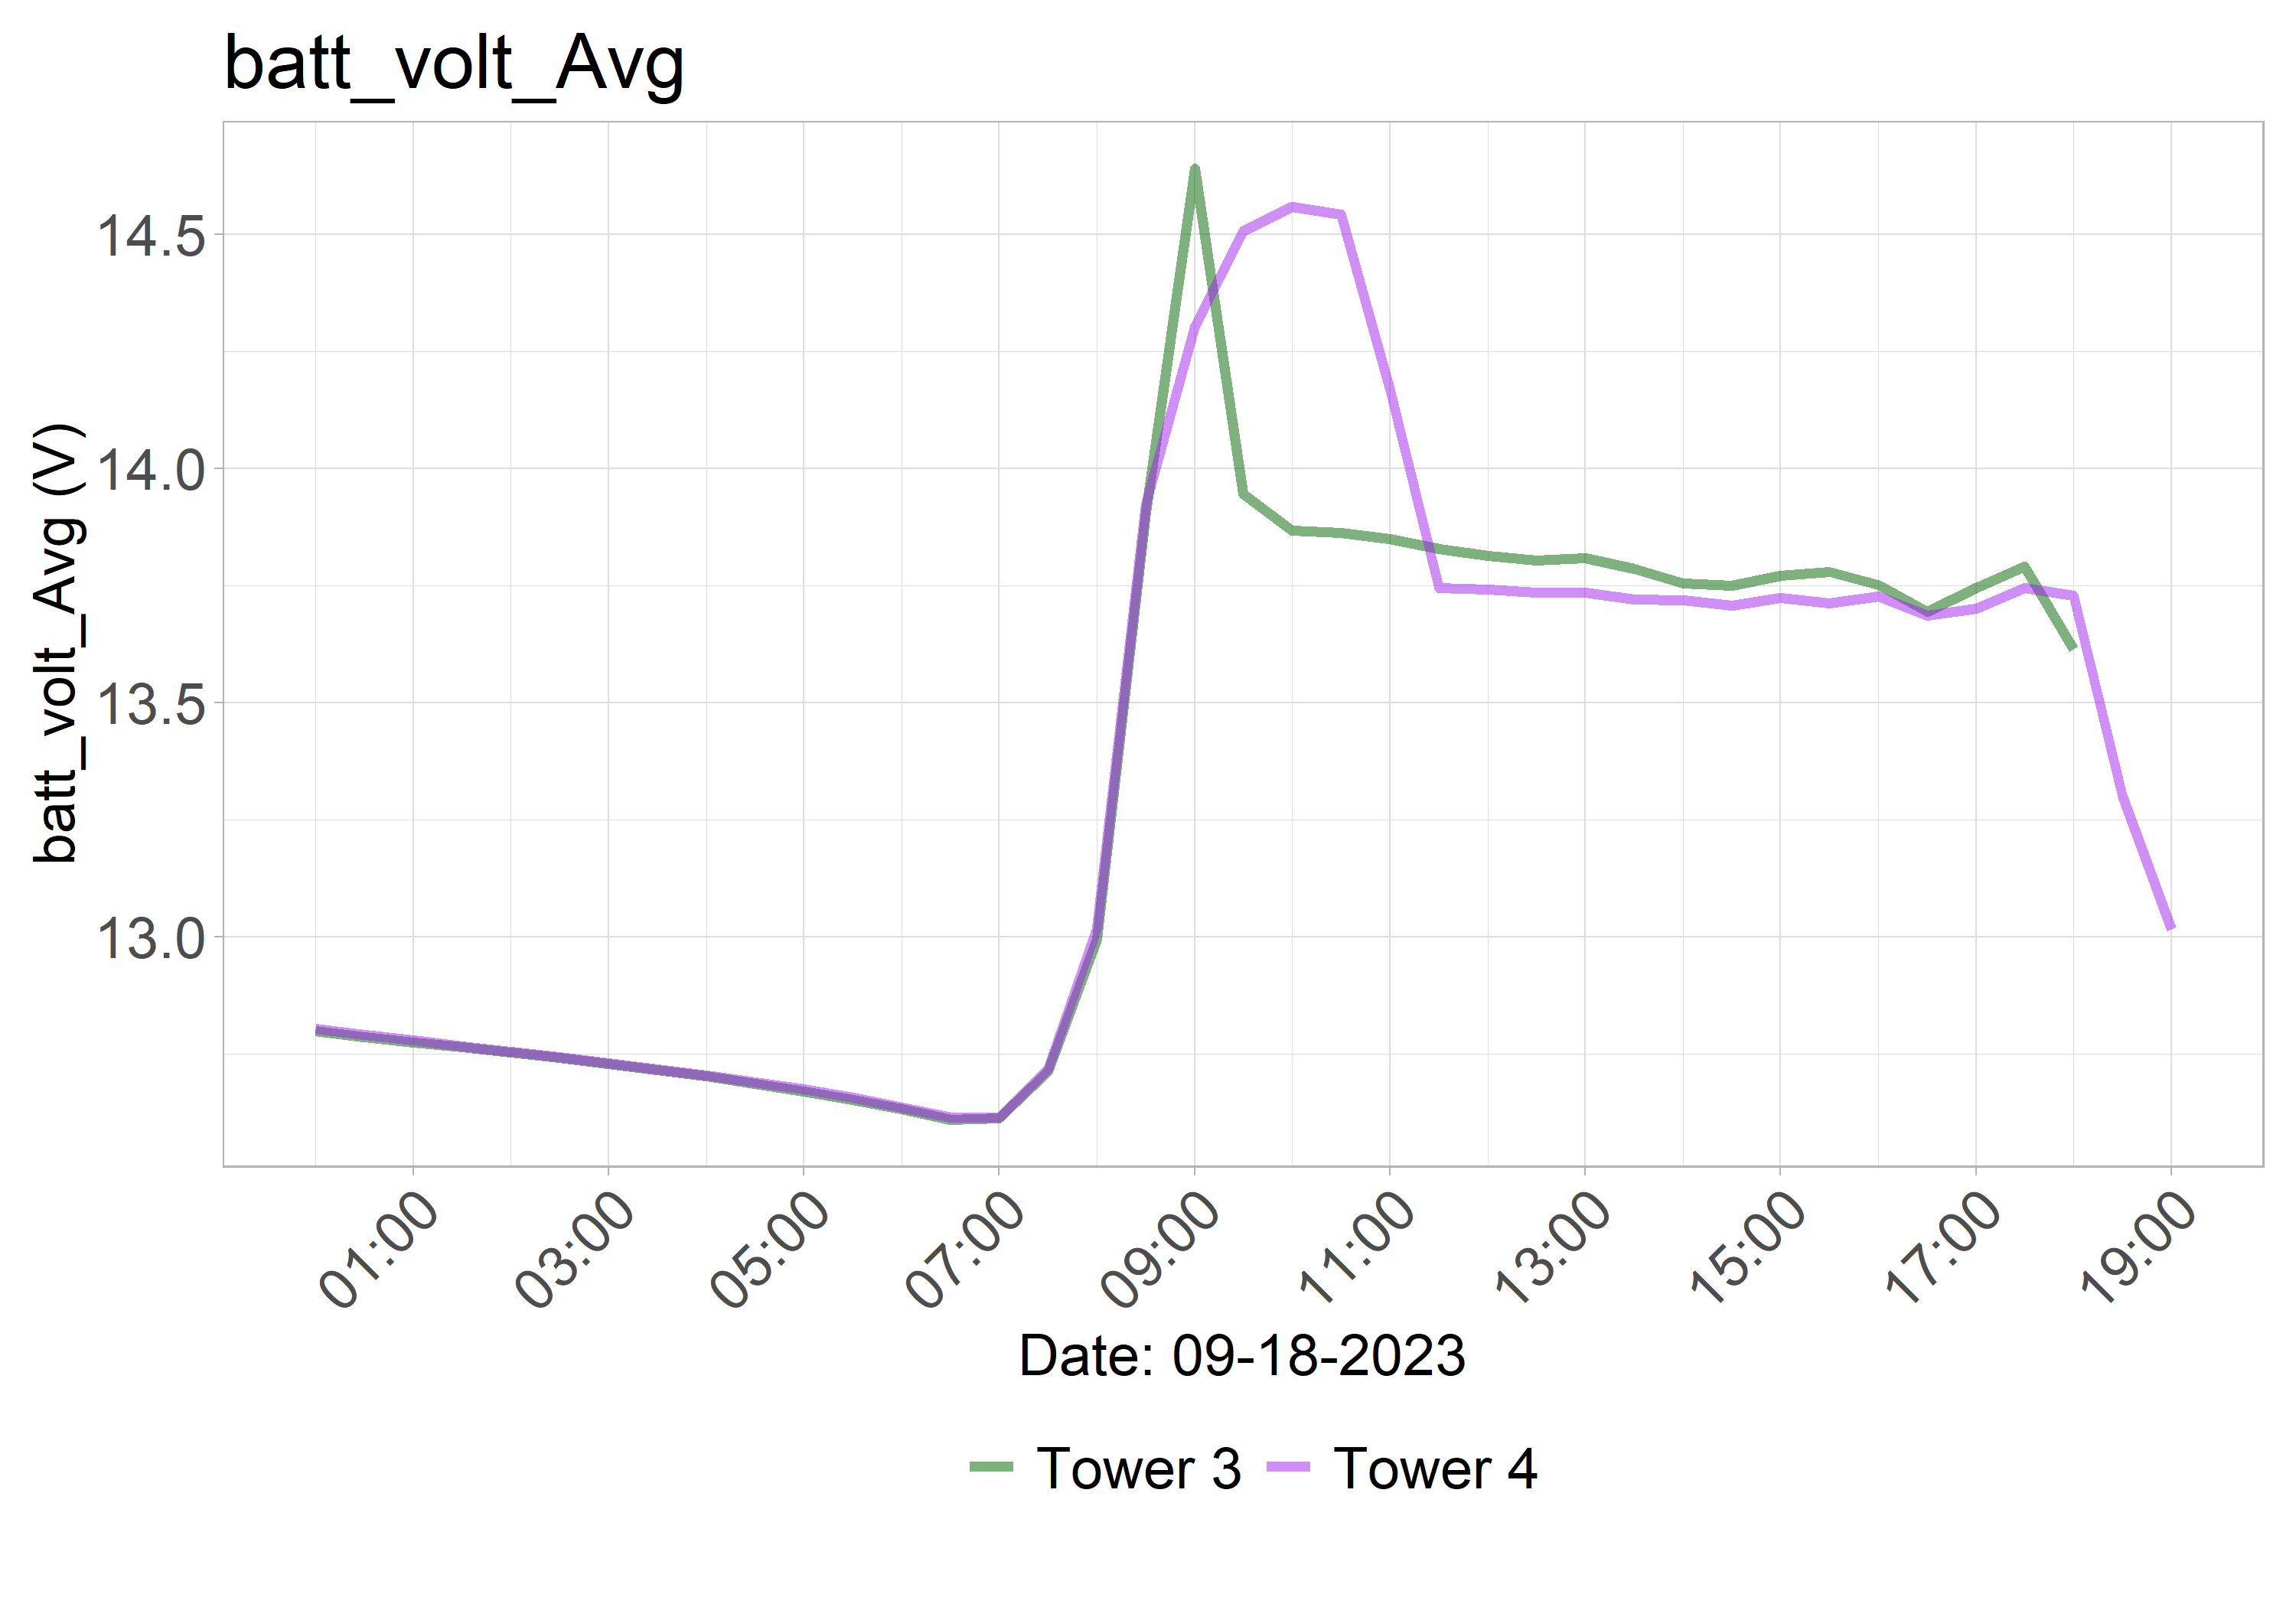 batt_volt_Avg
batt_volt_Avg (V)
14.5
14.0
13.5
13.0
01:00 03:00 05:00 07:00 09:00 11:00 13:00 15:00 17:00 19:00
Date: 09-18-2023
Tower 3 Tower 4